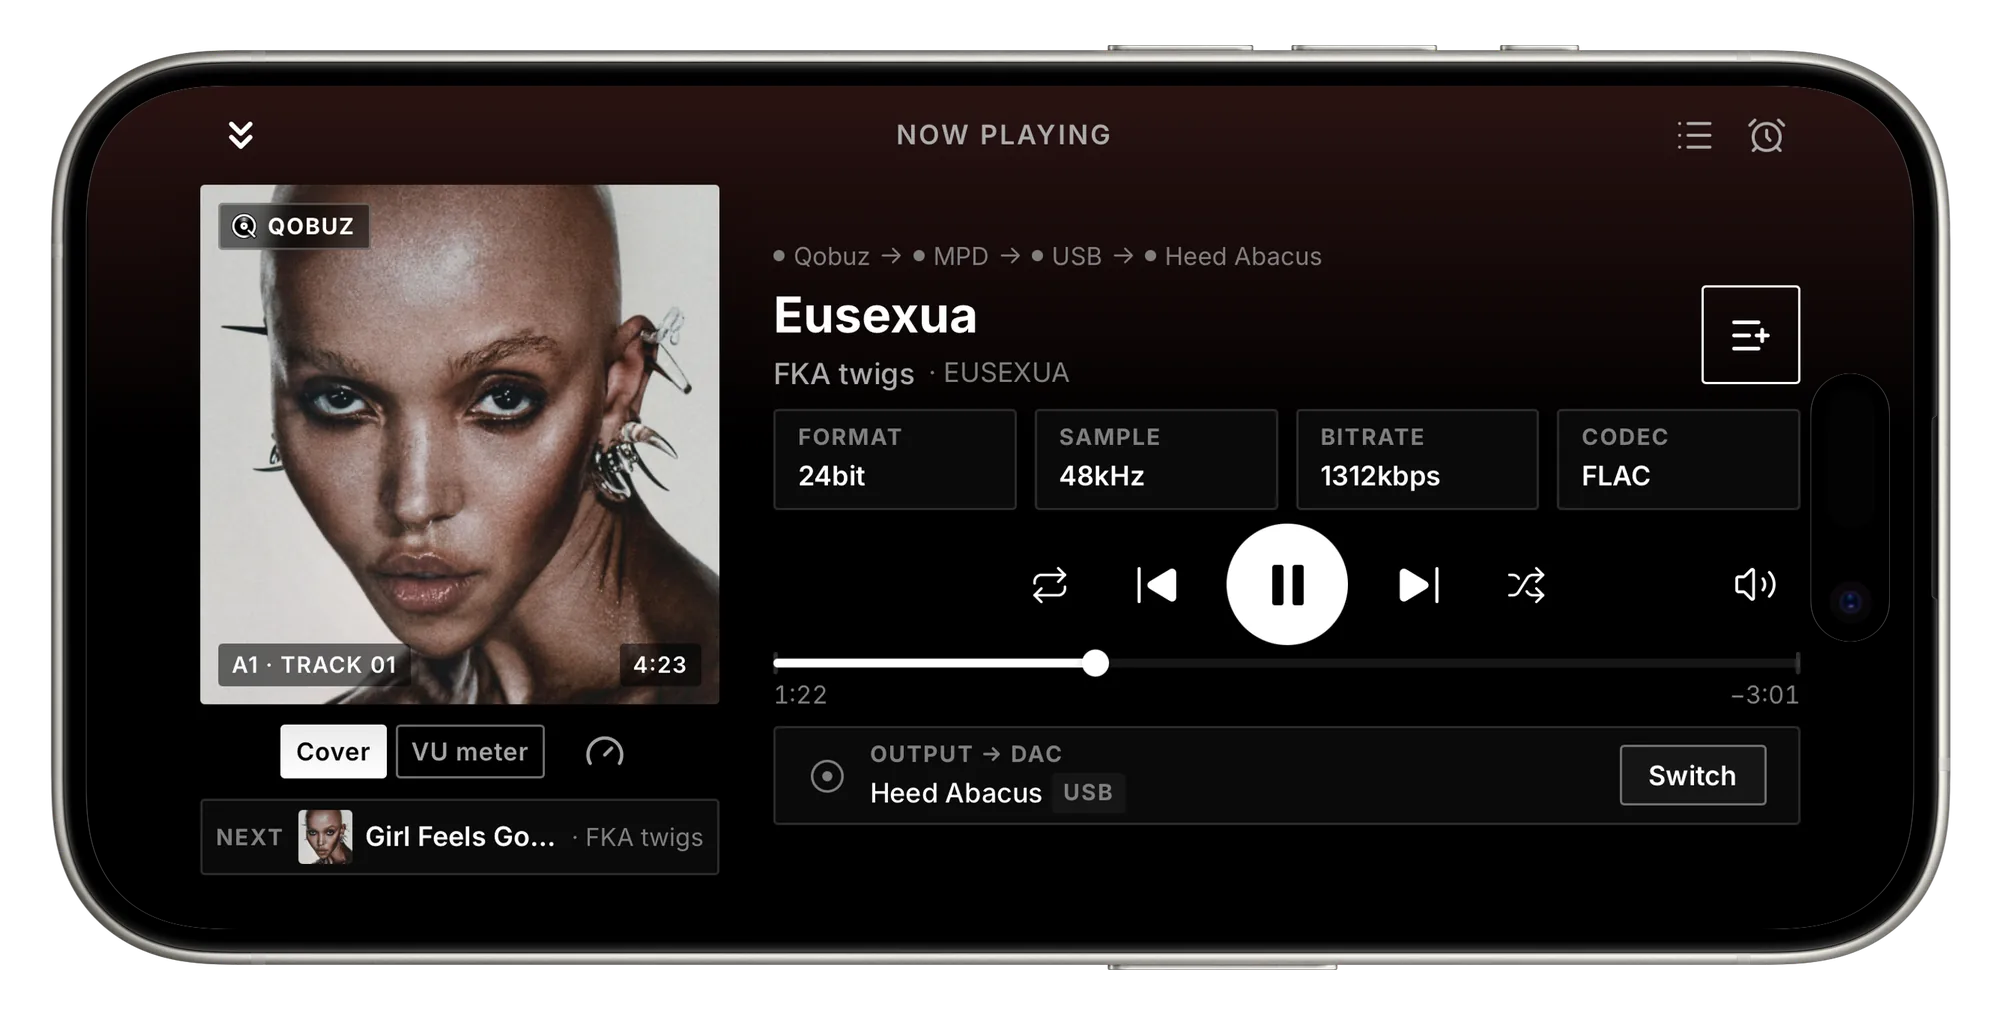 NOW PLAYING
QOBUZ
A1 · TRACK 01
4:23
Cover
VU meter
NEXT
Girl Feels Go...
· FKA twigs
• Qobuz → • MPD → • USB → • Heed Abacus
Eusexua
FKA twigs · EUSEXUA
FORMAT
24bit
SAMPLE
48kHz
BITRATE
1312kbps
CODEC
FLAC
1:22
−3:01
OUTPUT → DAC
Heed Abacus USB
Switch